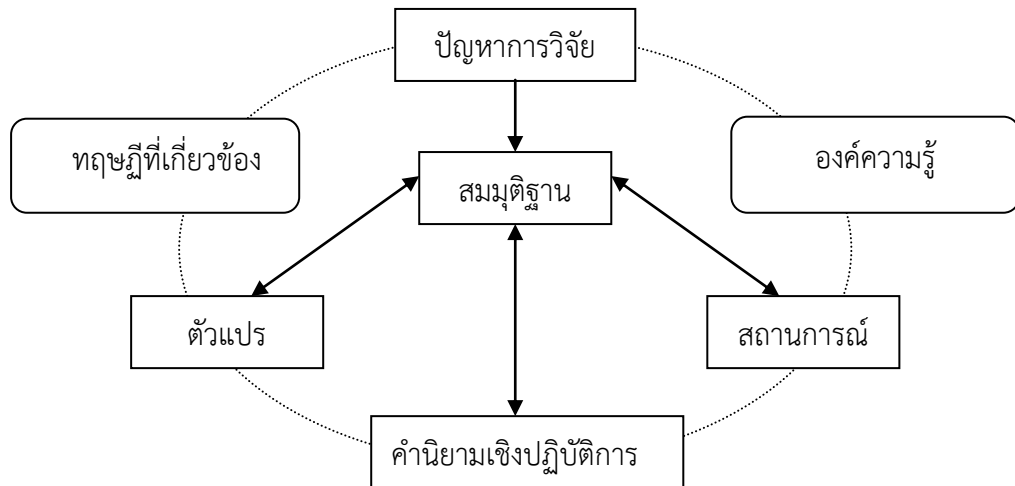 ปัญหาการวิจัย
ทฤษฏีที่เกี่ยวข้อง
องค์ความรู้
สมมุติฐาน
ตัวแปร
สถานการณ์
คำนิยามเชิงปฏิบัติการ